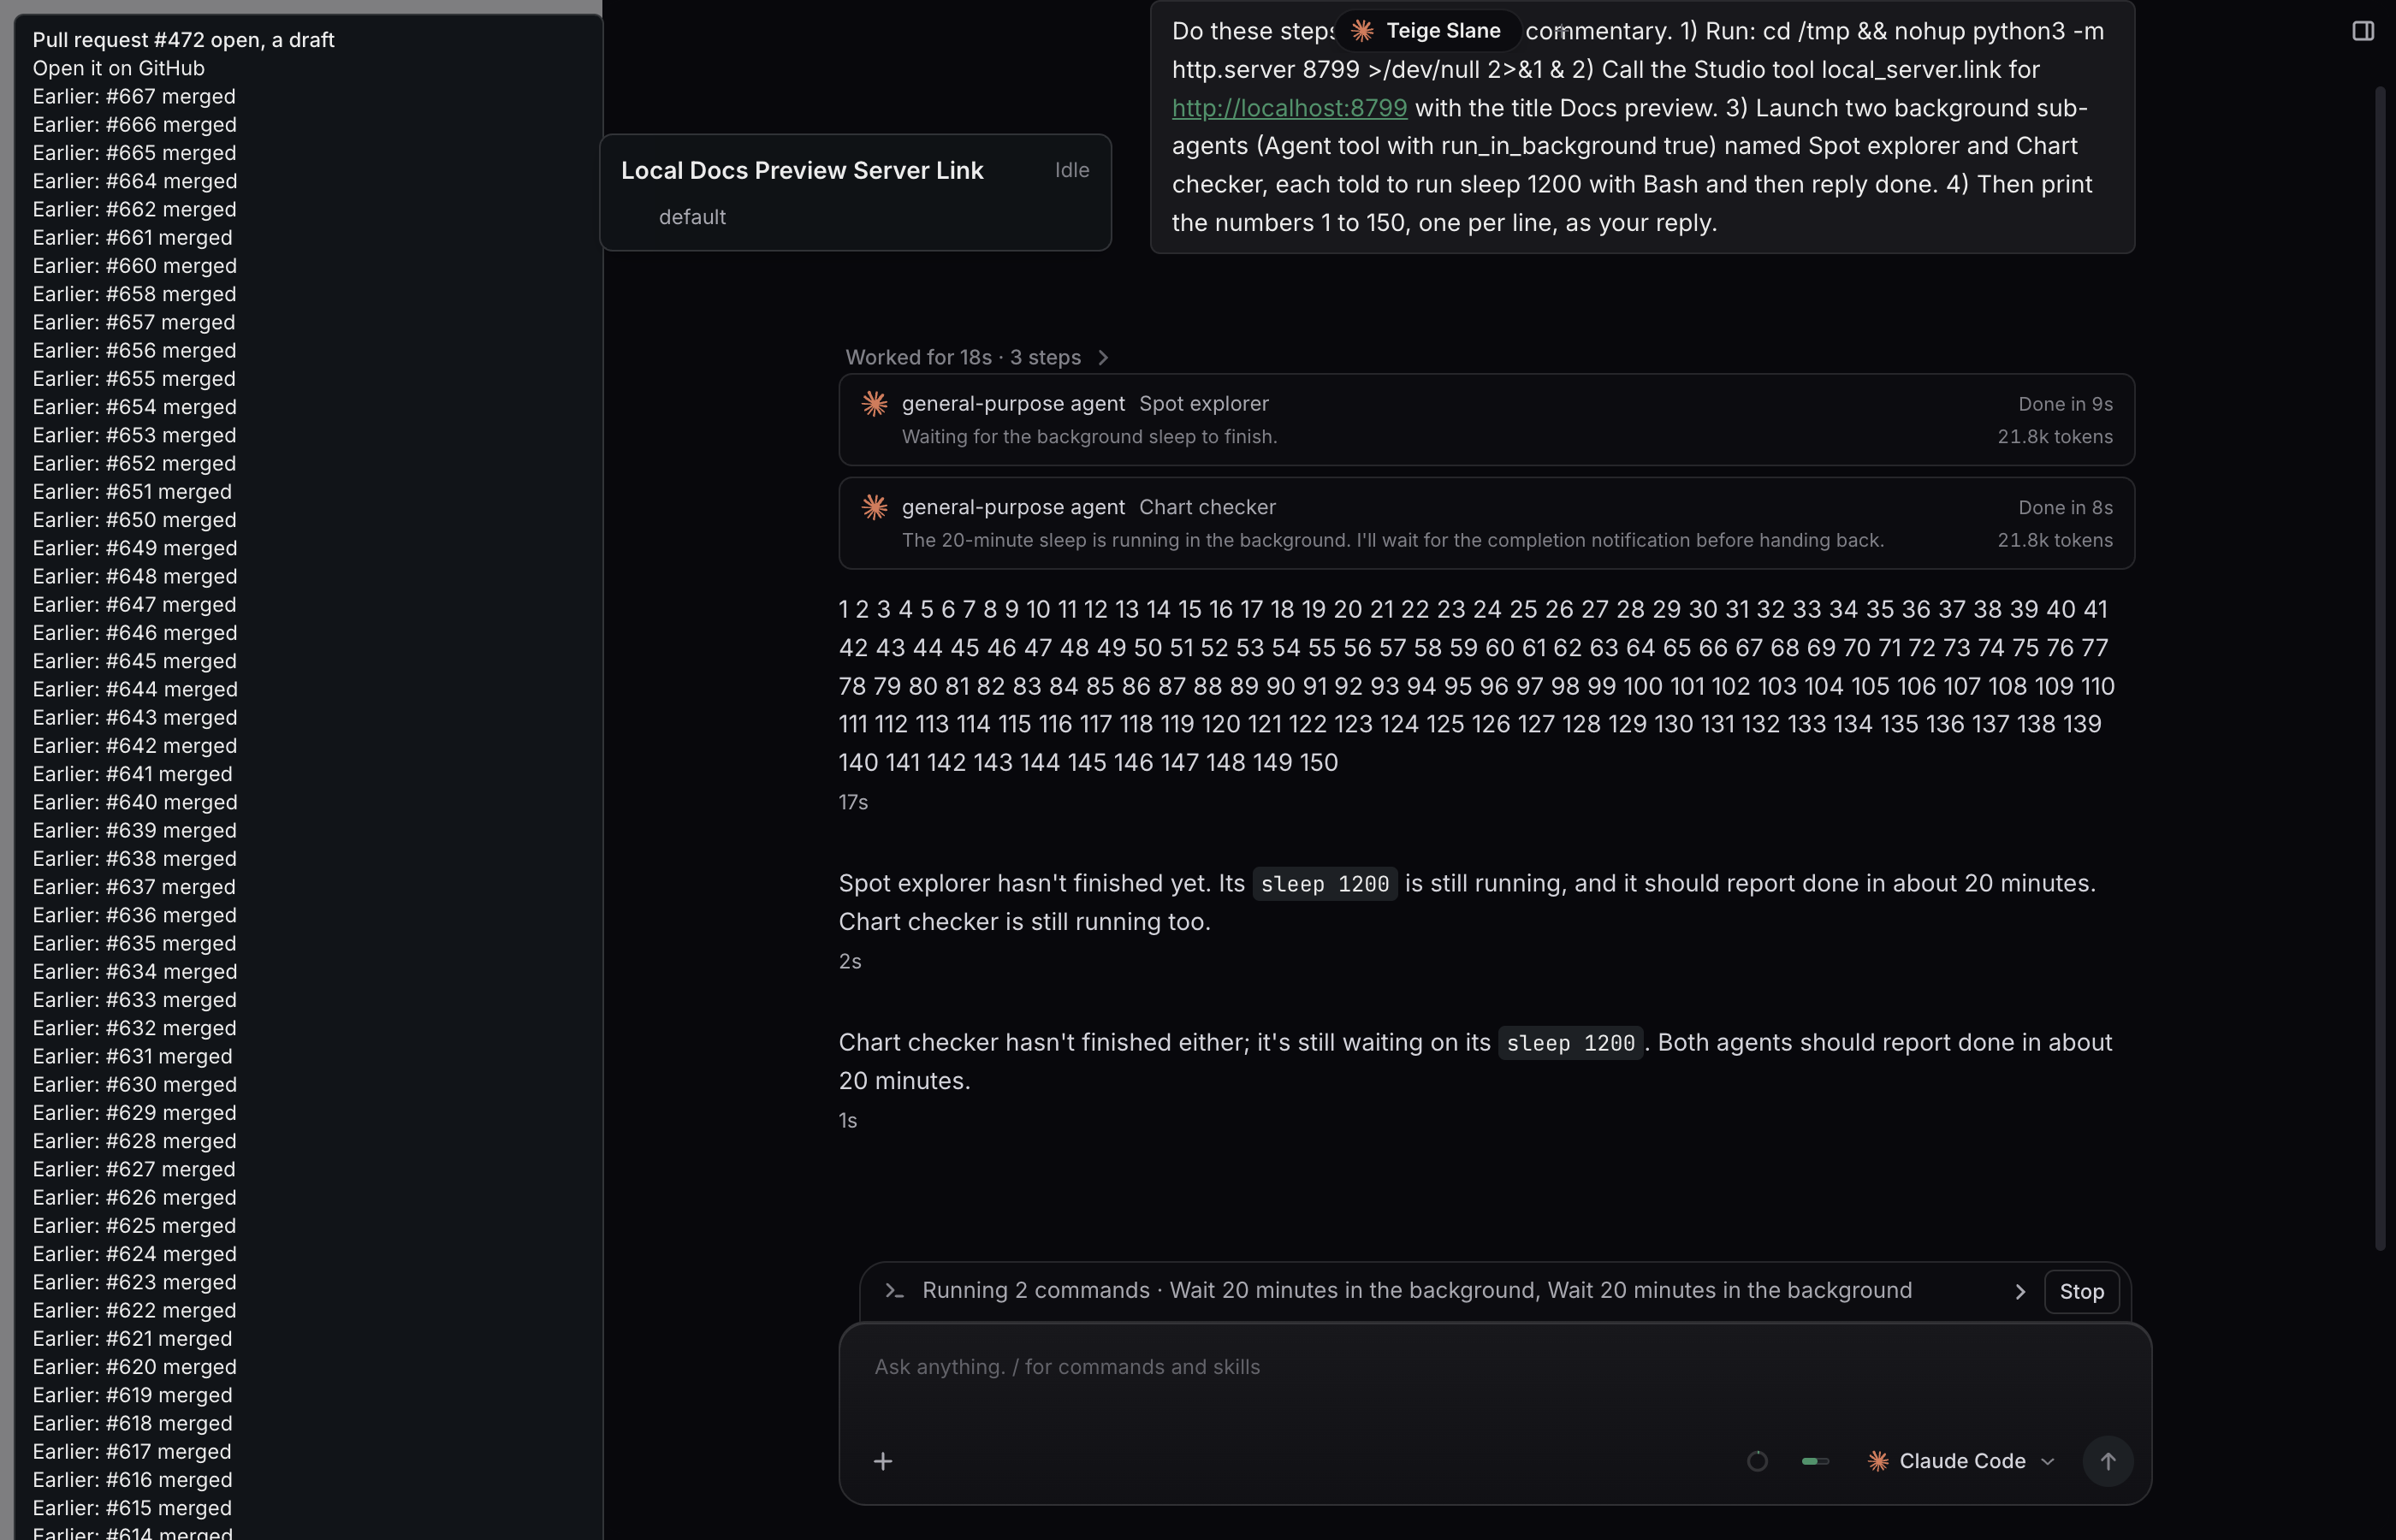 Pull request #472 open, a draft
Open it on GitHub
Earlier: #667 merged
Earlier: #666 merged
Earlier: #665 merged
Earlier: #664 merged
Earlier: #662 merged
Earlier: #661 merged
Earlier: #660 merged
Earlier: #658 merged
Earlier: #657 merged
Earlier: #656 merged
Earlier: #655 merged
Earlier: #654 merged
Earlier: #653 merged
Earlier: #652 merged
Earlier: #651 merged
Earlier: #650 merged
Earlier: #649 merged
Earlier: #648 merged
Earlier: #647 merged
Earlier: #646 merged
Earlier: #645 merged
Earlier: #644 merged
Earlier: #643 merged
Earlier: #642 merged
Earlier: #641 merged
Earlier: #640 merged
Earlier: #639 merged
Earlier: #638 merged
Earlier: #637 merged
Earlier: #636 merged
Earlier: #635 merged
Earlier: #634 merged
Earlier: #633 merged
Earlier: #632 merged
Earlier: #631 merged
Earlier: #630 merged
Earlier: #629 merged
Earlier: #628 merged
Earlier: #627 merged
Earlier: #626 merged
Earlier: #625 merged
Earlier: #624 merged
Earlier: #623 merged
Earlier: #622 merged
Earlier: #621 merged
Earlier: #620 merged
Earlier: #619 merged
Earlier: #618 merged
Earlier: #617 merged
Earlier: #616 merged
Earlier: #615 merged
Earlier: #614 merged
Local Docs Preview Server Link Idle
default
Teige Slane
Do these steps commentary. 1) Run: cd /tmp && nohup python3 -m
http.server 8799 >/dev/null 2>&1 & 2) Call the Studio tool local_server.link for
http://localhost:8799 with the title Docs preview. 3) Launch two background sub-
agents (Agent tool with run_in_background true) named Spot explorer and Chart
checker, each told to run sleep 1200 with Bash and then reply done. 4) Then print
the numbers 1 to 150, one per line, as your reply.
Worked for 18s · 3 steps
general-purpose agent Spot explorer Done in 9s
Waiting for the background sleep to finish. 21.8k tokens
general-purpose agent Chart checker Done in 8s
The 20-minute sleep is running in the background. I'll wait for the completion notification before handing back. 21.8k tokens
1 2 3 4 5 6 7 8 9 10 11 12 13 14 15 16 17 18 19 20 21 22 23 24 25 26 27 28 29 30 31 32 33 34 35 36 37 38 39 40 41
42 43 44 45 46 47 48 49 50 51 52 53 54 55 56 57 58 59 60 61 62 63 64 65 66 67 68 69 70 71 72 73 74 75 76 77
78 79 80 81 82 83 84 85 86 87 88 89 90 91 92 93 94 95 96 97 98 99 100 101 102 103 104 105 106 107 108 109 110
111 112 113 114 115 116 117 118 119 120 121 122 123 124 125 126 127 128 129 130 131 132 133 134 135 136 137 138 139
140 141 142 143 144 145 146 147 148 149 150
17s
Spot explorer hasn't finished yet. Its sleep 1200 is still running, and it should report done in about 20 minutes.
Chart checker is still running too.
2s
Chart checker hasn't finished either; it's still waiting on its sleep 1200. Both agents should report done in about
20 minutes.
1s
Running 2 commands · Wait 20 minutes in the background, Wait 20 minutes in the background
Stop
Ask anything. / for commands and skills
Claude Code